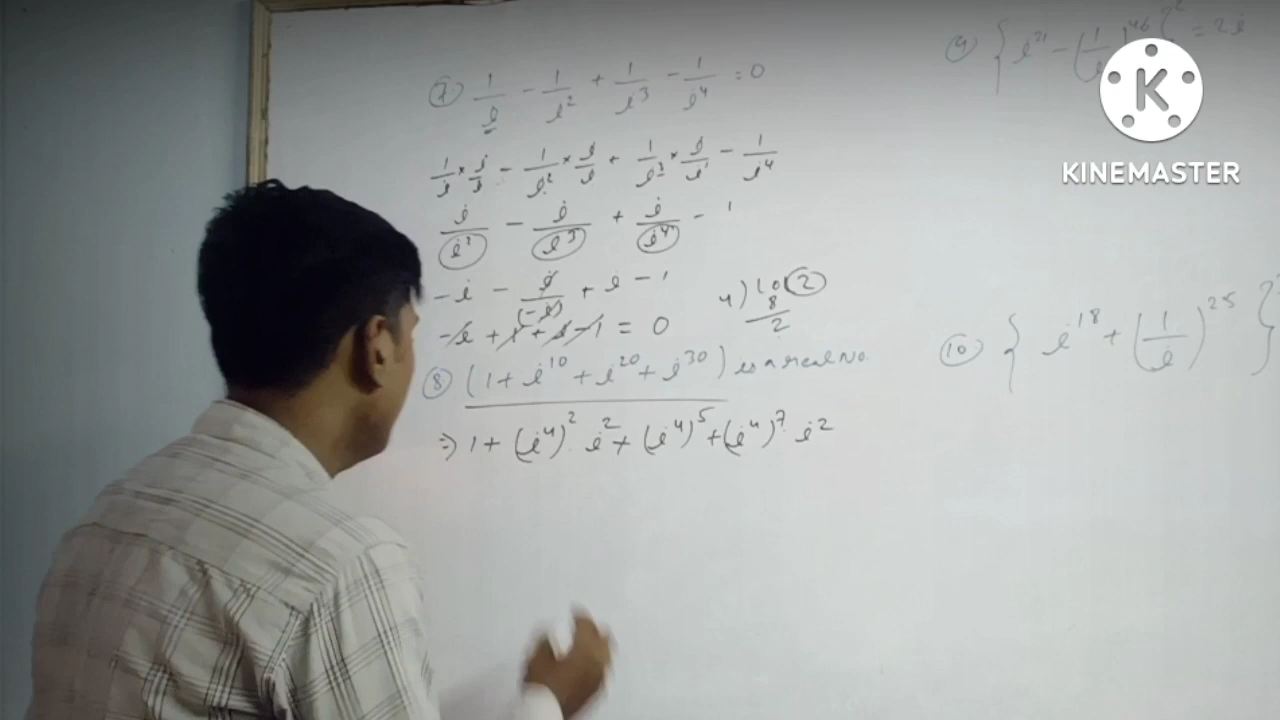 ⑦ 1/i - 1/i² + 1/i³ - 1/i⁴ = 0
1/i × i/i - 1/i² × i/i + 1/i³ × i/i - 1/i⁴
i/i² - i/i³ + i/i⁴ - 1
-i - i/(-i) + i - 1
-i + 1 + i - 1 = 0
4)10(2
8
2
⑧ (1 + i¹⁰ + i²⁰ + i³⁰) is a real No.
⇒ 1 + (i⁴)² i² + (i⁴)⁵ + (i⁴)⁷ i²
⑨ { i²¹ - (1/i)⁴⁶ }² = 2i
⑩ { i¹⁸ + (1/i)²⁵ }
K
KINEMASTER